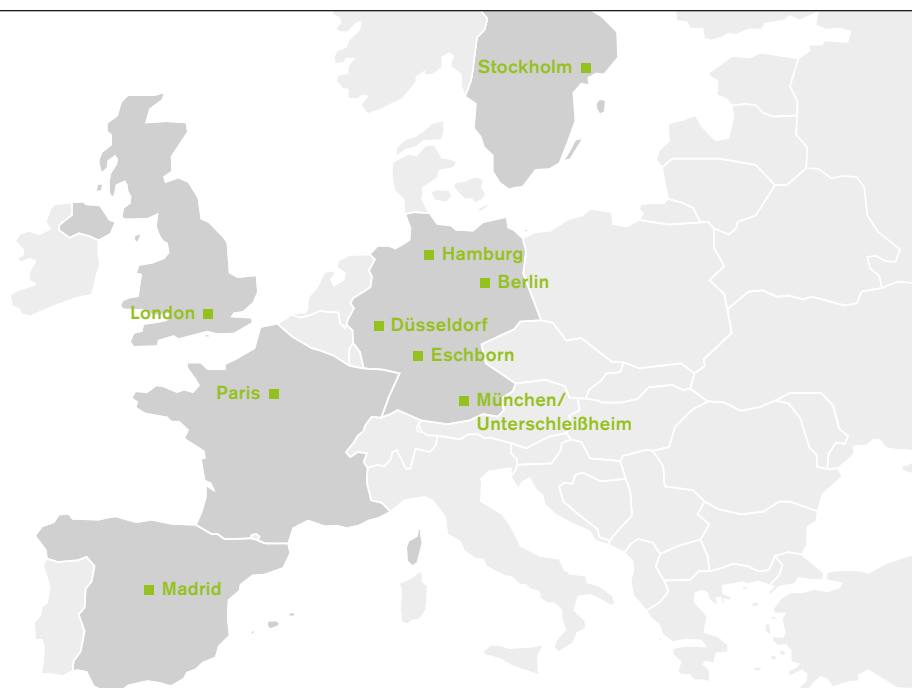 Stockholm
Hamburg
Berlin
London
Düsseldorf
Eschborn
Paris
München/
Unterschleißheim
Madrid